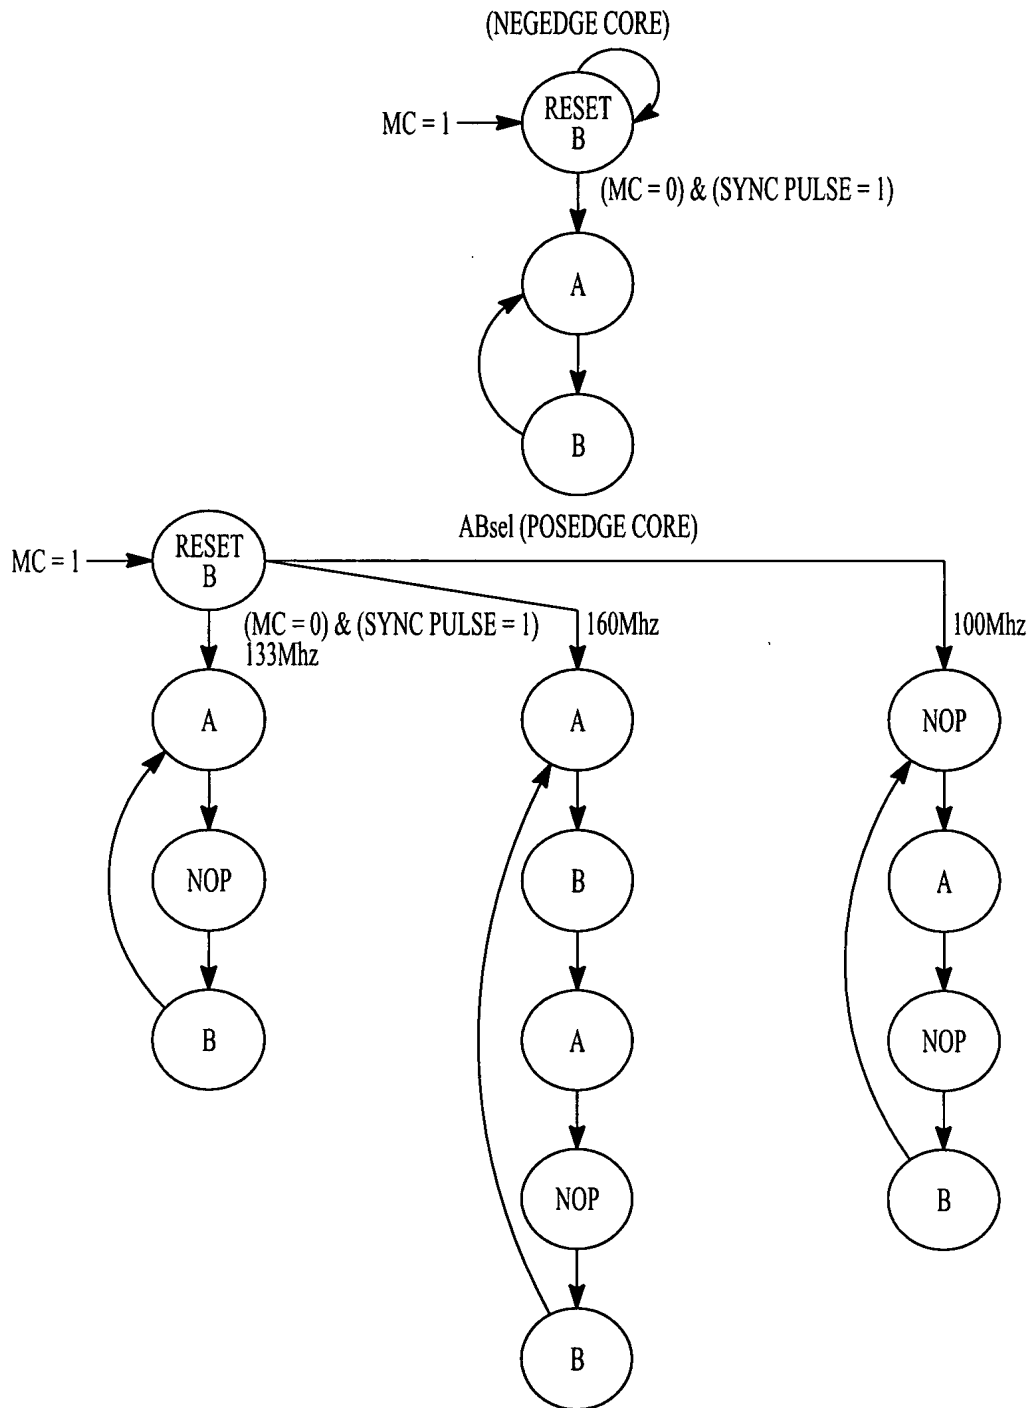 (NEGEDGE CORE)
MC = 1
RESET
B
(MC = 0) & (SYNC PULSE = 1)
A
B
ABsel (POSEDGE CORE)
MC = 1
RESET
B
(MC = 0) & (SYNC PULSE = 1)
133Mhz
160Mhz
100Mhz
A
NOP
B
A
B
A
NOP
B
NOP
A
NOP
B